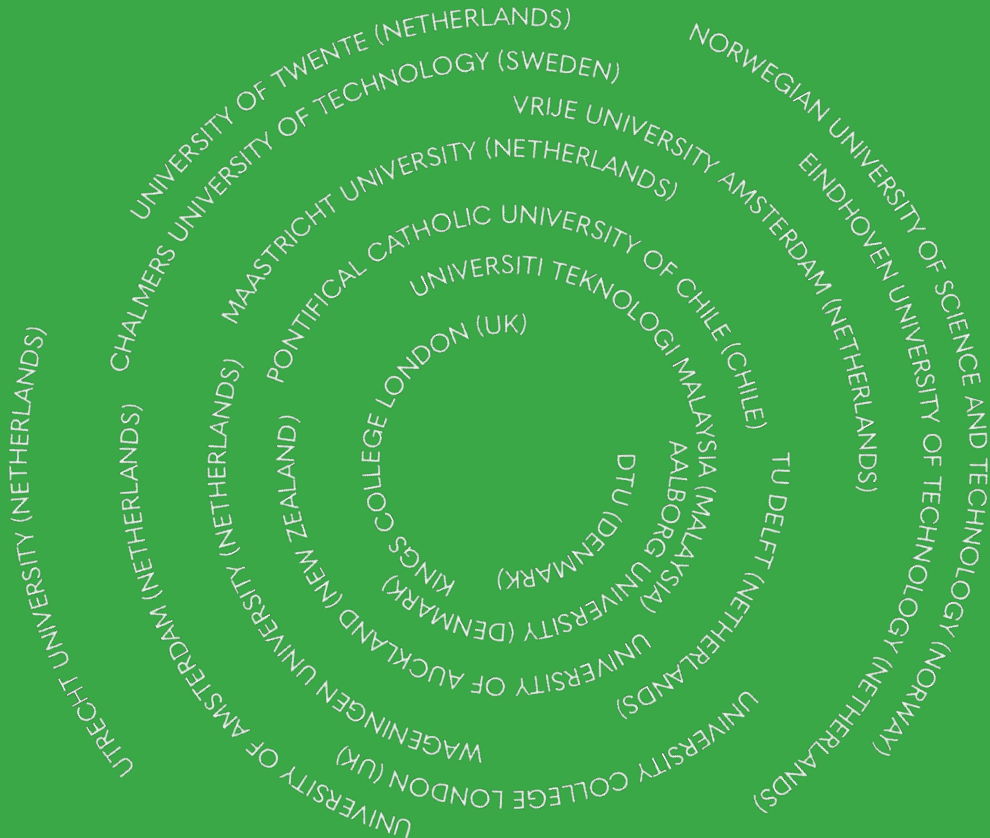 UNIVERSITY OF TWENTE (NETHERLANDS)
CHALMERS UNIVERSITY OF TECHNOLOGY (SWEDEN)
NORWEGIAN UNIVERSITY OF SCIENCE AND TECHNOLOGY (NORWAY)
VRIJE UNIVERSITY AMSTERDAM (NETHERLANDS)
MAASTRICHT UNIVERSITY (NETHERLANDS)
EINDHOVEN UNIVERSITY OF TECHNOLOGY (NETHERLANDS)
PONTIFICAL CATHOLIC UNIVERSITY OF CHILE (CHILE)
UNIVERSITI TEKNOLOGI MALAYSIA (MALAYSIA)
KINGS COLLEGE LONDON (UK)
UTRECHT UNIVERSITY (NETHERLANDS)
UNIVERSITY OF AMSTERDAM (NETHERLANDS)
WAGENINGEN UNIVERSITY (NETHERLANDS)
UNIVERSITY OF AUCKLAND (NEW ZEALAND)
AALBORG UNIVERSITY (DENMARK)
DTU (DENMARK)
TU DELFT (NETHERLANDS)
UNIVERSITY COLLEGE LONDON (UK)